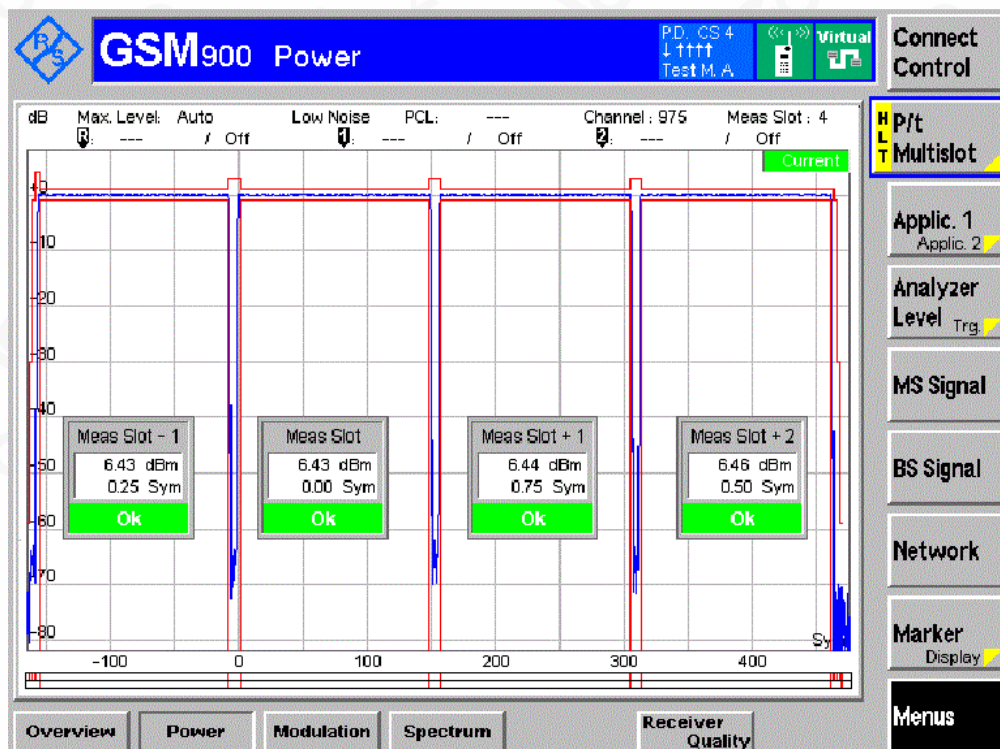 R&S
GSM900 Power
P.D. CS 4
↓↑↑↑↑
Test M. A.
Virtual
Connect
Control
dB Max. Level: Auto Low Noise PCL: --- Channel : 975 Meas Slot : 4
R: --- / Off 1: --- / Off 2: --- / Off
Current
HLT
P/t
Multislot
Applic. 1
Applic. 2
Analyzer
Level Trg.
MS Signal
BS Signal
Network
Marker
Display
Menus
+0
-10
-20
-30
-40
-50
-60
-70
-80
Meas Slot - 1
6.43 dBm
0.25 Sym
Ok
Meas Slot
6.43 dBm
0.00 Sym
Ok
Meas Slot + 1
6.44 dBm
0.75 Sym
Ok
Meas Slot + 2
6.46 dBm
0.50 Sym
Ok
-100 0 100 200 300 400
Overview Power Modulation Spectrum Receiver
Quality